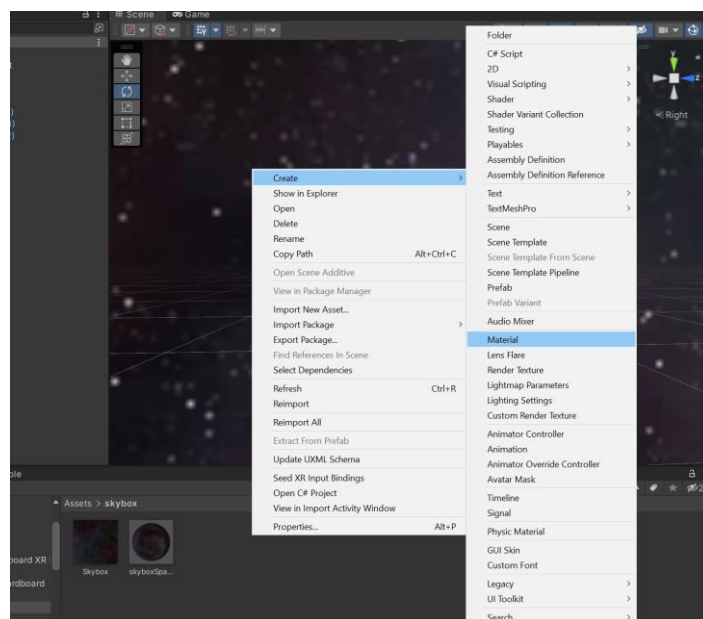 Scene
Game
Right
Create
Show in Explorer
Open
Delete
Rename
Copy Path Alt+Ctrl+C
Open Scene Additive
View in Package Manager
Import New Asset...
Import Package
Export Package...
Find References In Scene
Select Dependencies
Refresh Ctrl+R
Reimport
Reimport All
Extract From Prefab
Update UXML Schema
Seed XR Input Bindings
Open C# Project
View in Import Activity Window
Properties... Alt+P
Folder
C# Script
2D
Visual Scripting
Shader
Shader Variant Collection
Testing
Playables
Assembly Definition
Assembly Definition Reference
Text
TextMeshPro
Scene
Scene Template
Scene Template From Scene
Scene Template Pipeline
Prefab
Prefab Variant
Audio Mixer
Material
Lens Flare
Render Texture
Lightmap Parameters
Lighting Settings
Custom Render Texture
Animator Controller
Animation
Animator Override Controller
Avatar Mask
Timeline
Signal
Physic Material
GUI Skin
Custom Font
Legacy
UI Toolkit
Search
y
z
< Right
Assets > skybox
Skybox
skyboxSpa...
board XR
rdboard